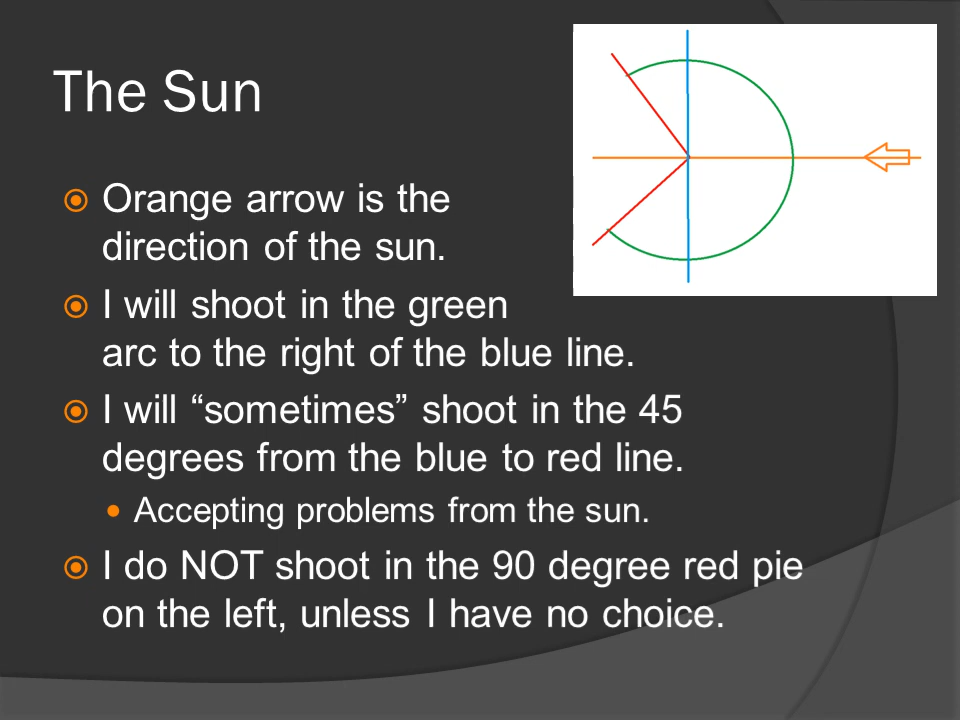 The Sun
Orange arrow is the
direction of the sun.
I will shoot in the green
arc to the right of the blue line.
I will “sometimes” shoot in the 45
degrees from the blue to red line.
Accepting problems from the sun.
I do NOT shoot in the 90 degree red pie
on the left, unless I have no choice.